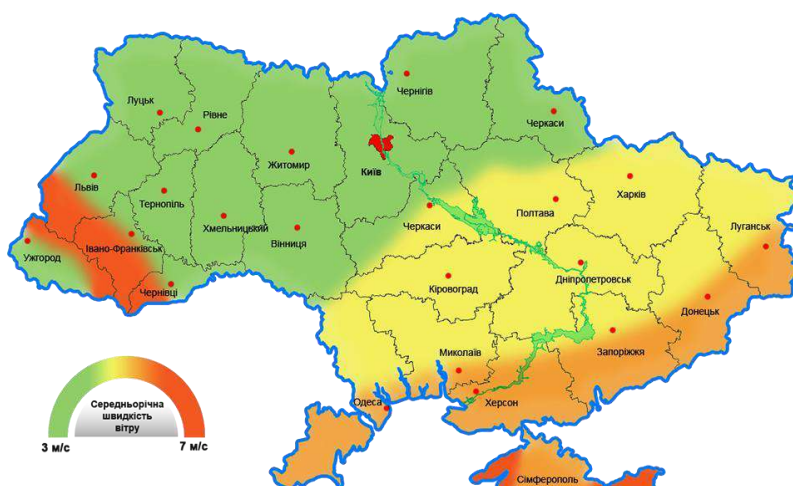 Чернігів
Луцьк
Рівне
Черкаси
Житомир
Київ
Львів
Тернопіль
Харків
Полтава
Черкаси
Хмельницький
Луганськ
Івано-Франківськ
Вінниця
Ужгород
Дніпропетровськ
Кіровоград
Чернівці
Донецьк
Запоріжжя
Миколаїв
Одеса
Херсон
Середньорічна
швидкість
вітру
3 м/с
7 м/с
Сімферополь